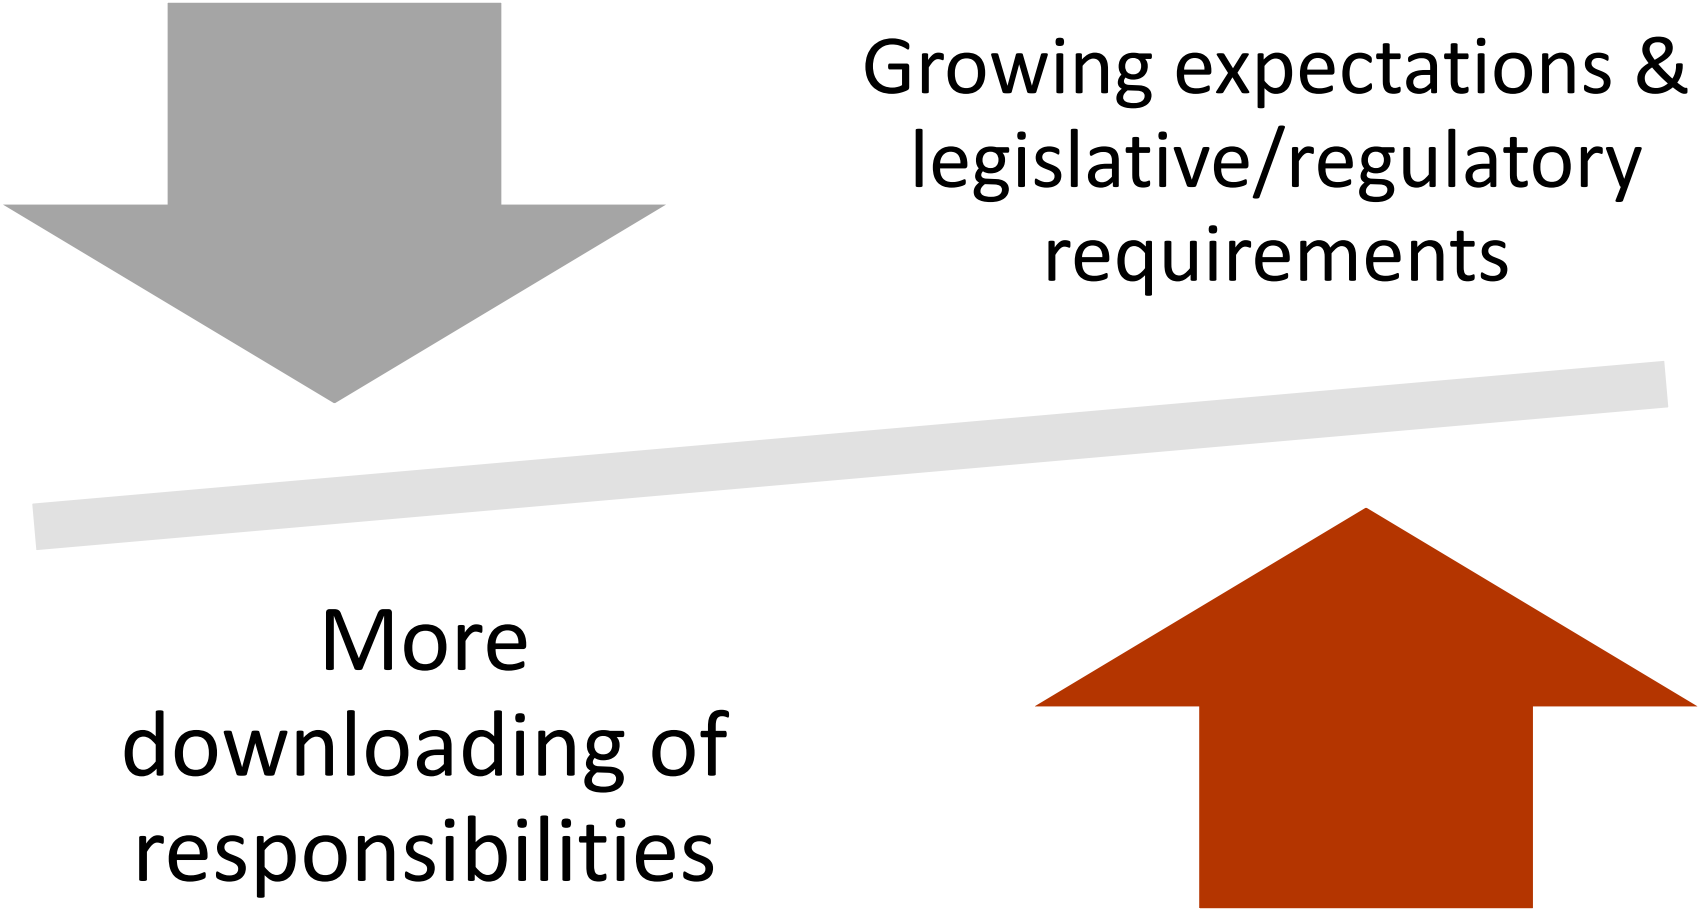 Growing expectations &
legislative/regulatory
requirements
More
downloading of
responsibilities